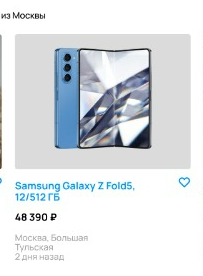 из Москвы
Samsung Galaxy Z Fold5,
12/512 ГБ
48 390 ₽
Москва, Большая
Тульская
2 дня назад